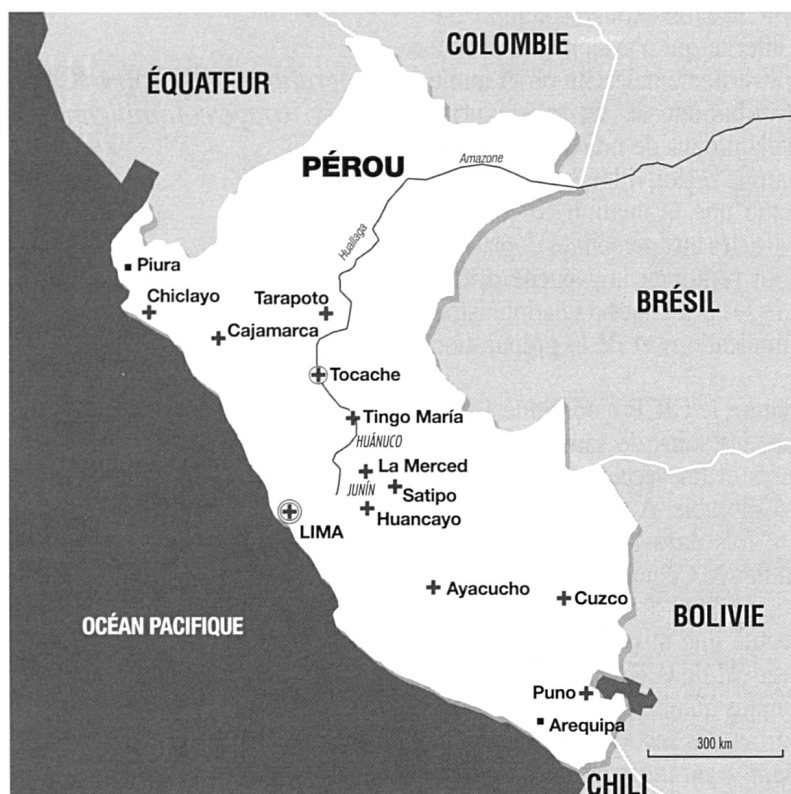 COLOMBIE
ÉQUATEUR
PÉROU
Amazone
Huallaga
Piura
Chiclayo
Tarapoto
Cajamarca
BRÉSIL
Tocache
Tingo María
HUÁNUCO
La Merced
JUNÍN
Satipo
Huancayo
LIMA
Ayacucho
Cuzco
BOLIVIE
OCÉAN PACIFIQUE
Puno
Arequipa
300 km
CHILI